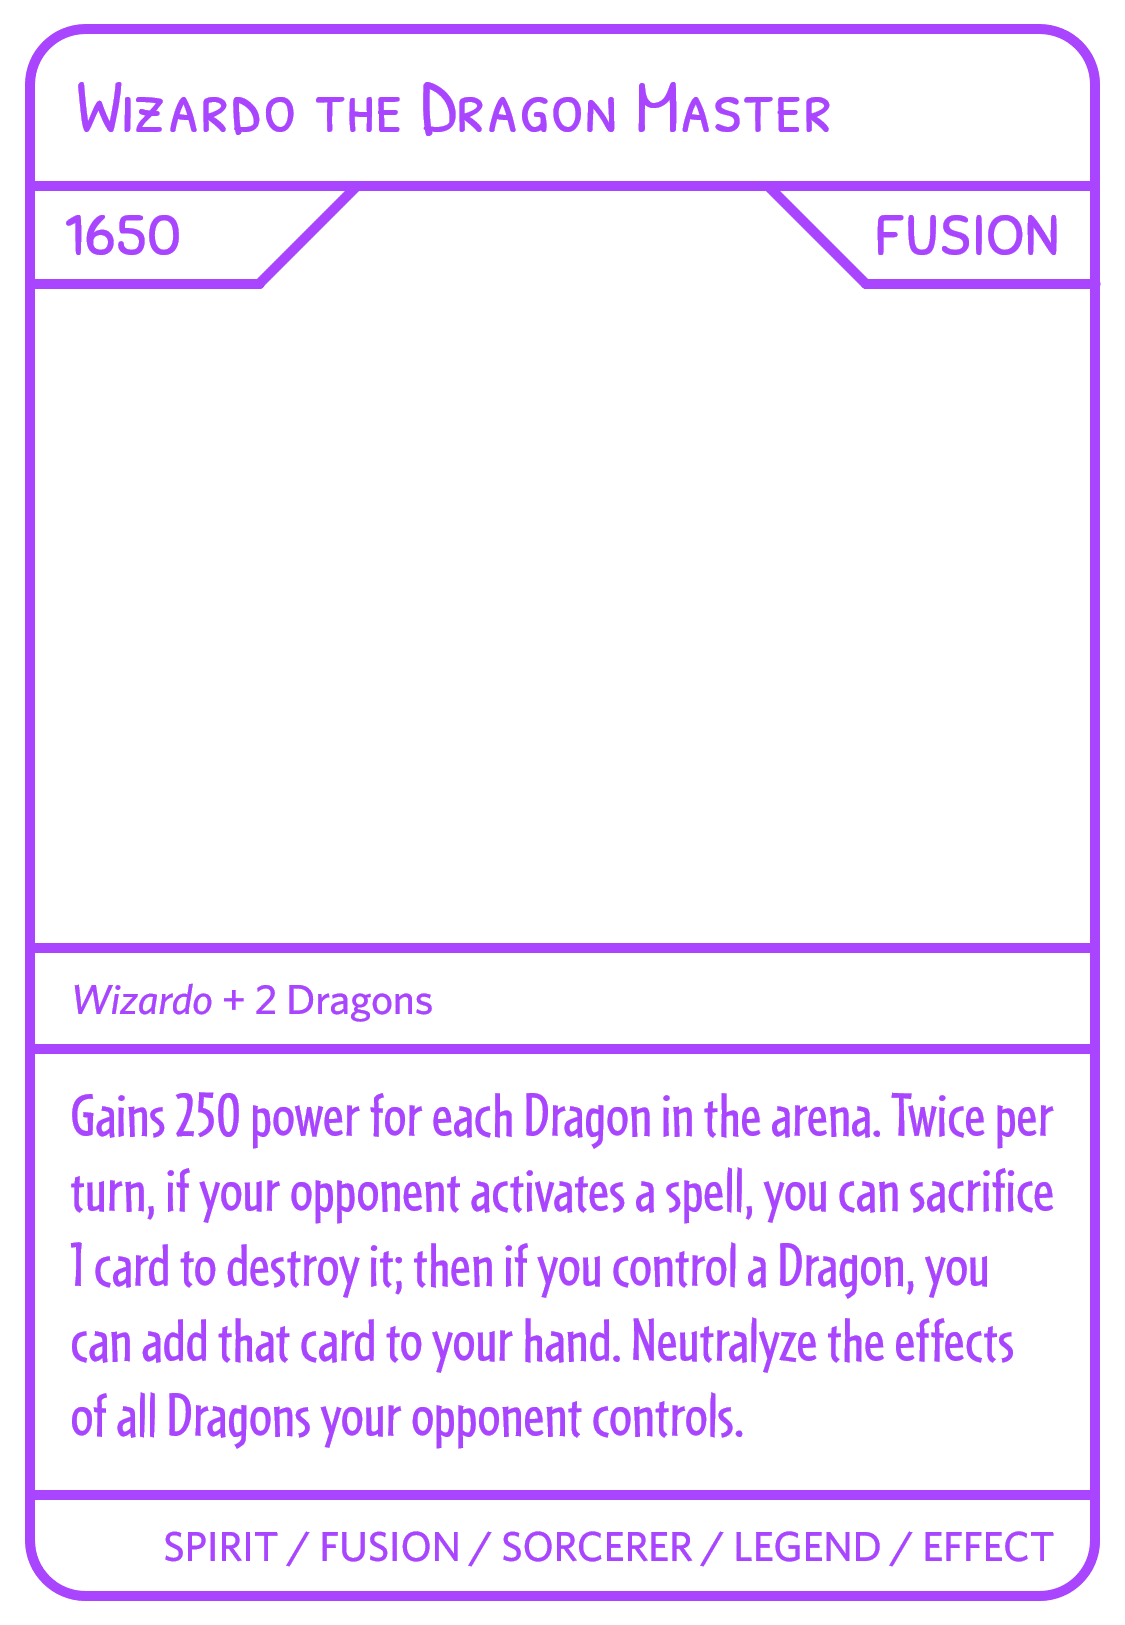 Wizardo the Dragon Master
1650
FUSION
Wizardo + 2 Dragons
Gains 250 power for each Dragon in the arena. Twice per
turn, if your opponent activates a spell, you can sacrifice
1 card to destroy it; then if you control a Dragon, you
can add that card to your hand. Neutralyze the effects
of all Dragons your opponent controls.
SPIRIT / FUSION / SORCERER / LEGEND / EFFECT